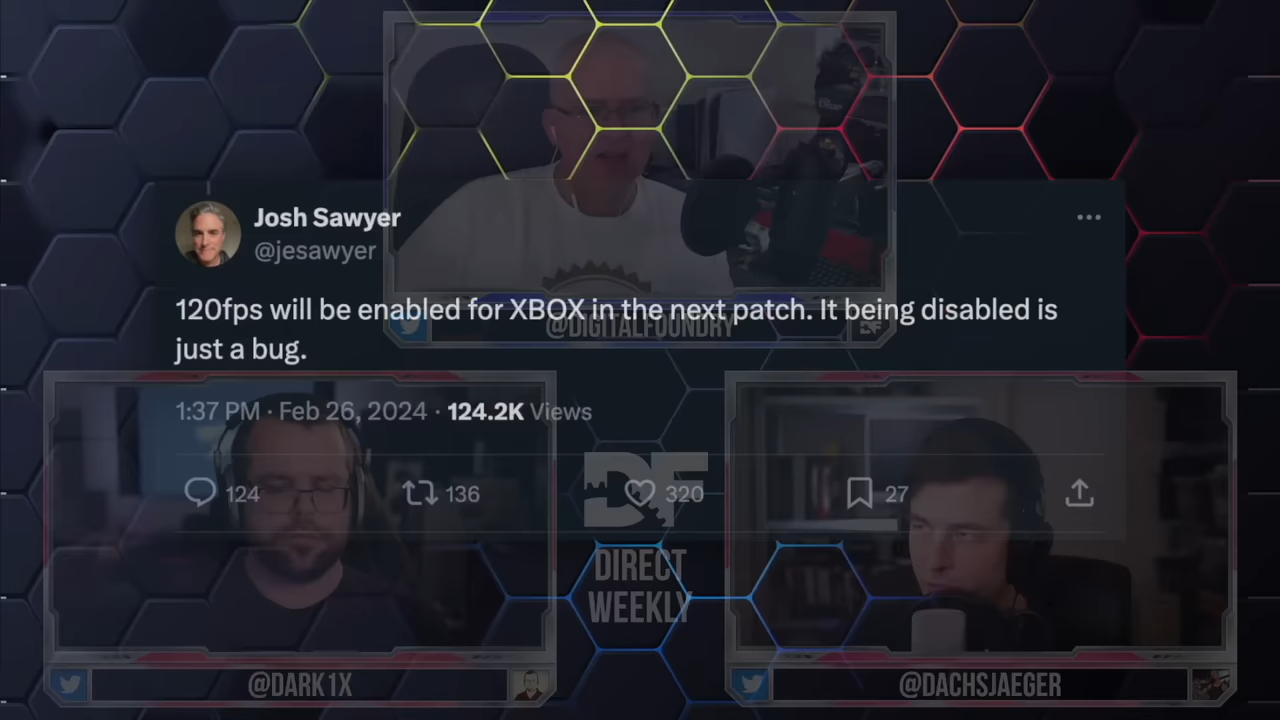 Josh Sawyer
@jesawyer
120fps will be enabled for XBOX in the next patch. It being disabled is
just a bug.
@DIGITALFOUNDRY
DF
1:37 PM · Feb 26, 2024 · 124.2K Views
124 136 320 27
DF
DIRECT
WEEKLY
@DARK1X
@DACHSJAEGER